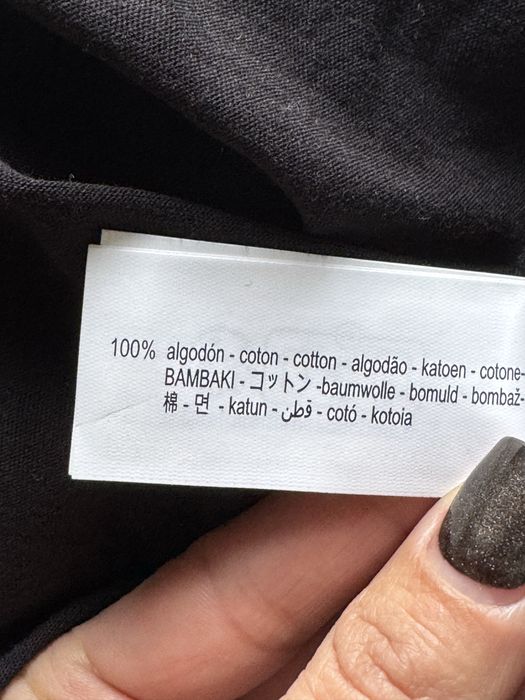 100% algodón - coton - cotton - algodão - katoen - cotone-
BAMBAKI - コットン -baumwolle - bomuld - bombaž-
棉 - 면 - katun - قطن - cotó - kotoia